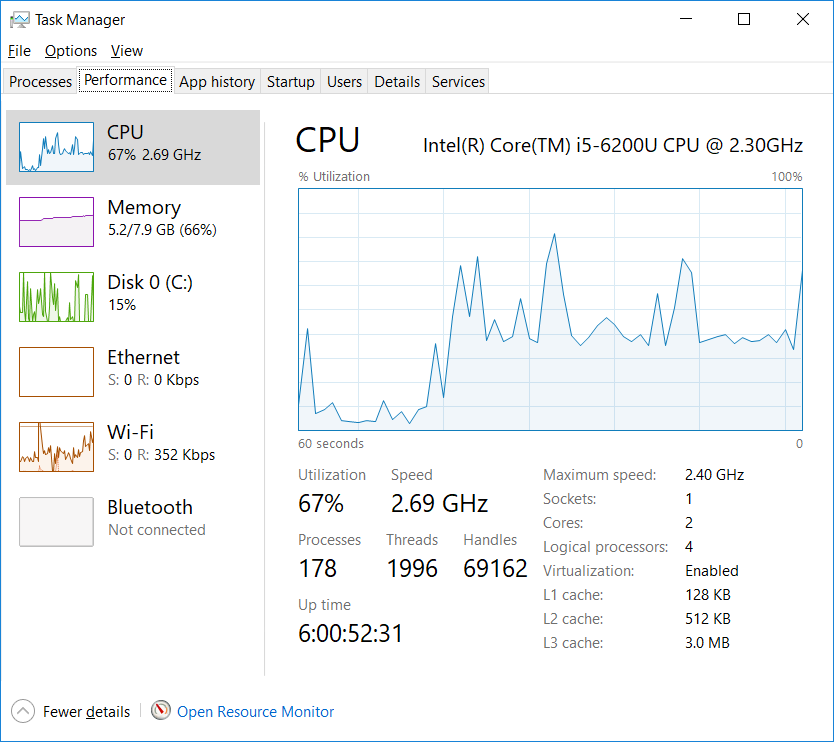 Task Manager
File Options View
Processes Performance App history Startup Users Details Services
CPU
67% 2.69 GHz
Memory
5.2/7.9 GB (66%)
Disk 0 (C:)
15%
Ethernet
S: 0 R: 0 Kbps
Wi-Fi
S: 0 R: 352 Kbps
Bluetooth
Not connected
CPU Intel(R) Core(TM) i5-6200U CPU @ 2.30GHz
% Utilization 100%
60 seconds 0
Utilization Speed
67% 2.69 GHz
Processes Threads Handles
178 1996 69162
Up time
6:00:52:31
Maximum speed: 2.40 GHz
Sockets: 1
Cores: 2
Logical processors: 4
Virtualization: Enabled
L1 cache: 128 KB
L2 cache: 512 KB
L3 cache: 3.0 MB
Fewer details Open Resource Monitor